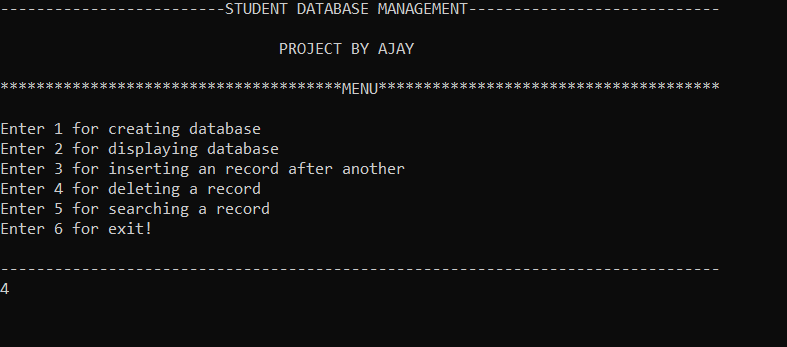 -------------------------STUDENT DATABASE MANAGEMENT----------------------------
PROJECT BY AJAY
**************************************MENU**************************************
Enter 1 for creating database
Enter 2 for displaying database
Enter 3 for inserting an record after another
Enter 4 for deleting a record
Enter 5 for searching a record
Enter 6 for exit!
--------------------------------------------------------------------------------
4